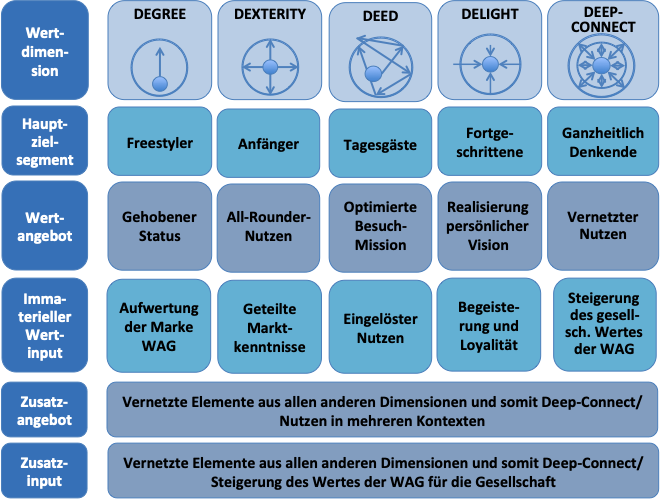 Wert-
dimen-
sion
DEGREE
DEXTERITY
DEED
DELIGHT
DEEP-
CONNECT
Haupt-
ziel-
segment
Freestyler
Anfänger
Tagesgäste
Fortge-
schrittene
Ganzheitlich
Denkende
Wert-
angebot
Gehobener
Status
All-Rounder-
Nutzen
Optimierte
Besuch-
Mission
Realisierung
persönlicher
Vision
Vernetzter
Nutzen
Imma-
terieller
Wert-
input
Aufwertung
der Marke
WAG
Geteilte
Markt-
kenntnisse
Eingelöster
Nutzen
Begeiste-
rung und
Loyalität
Steigerung
des gesell-
sch. Wertes
der WAG
Zusatz-
angebot
Vernetzte Elemente aus allen anderen Dimensionen und somit Deep-Connect/
Nutzen in mehreren Kontexten
Zusatz-
input
Vernetzte Elemente aus allen anderen Dimensionen und somit Deep-Connect/
Steigerung des Wertes der WAG für die Gesellschaft